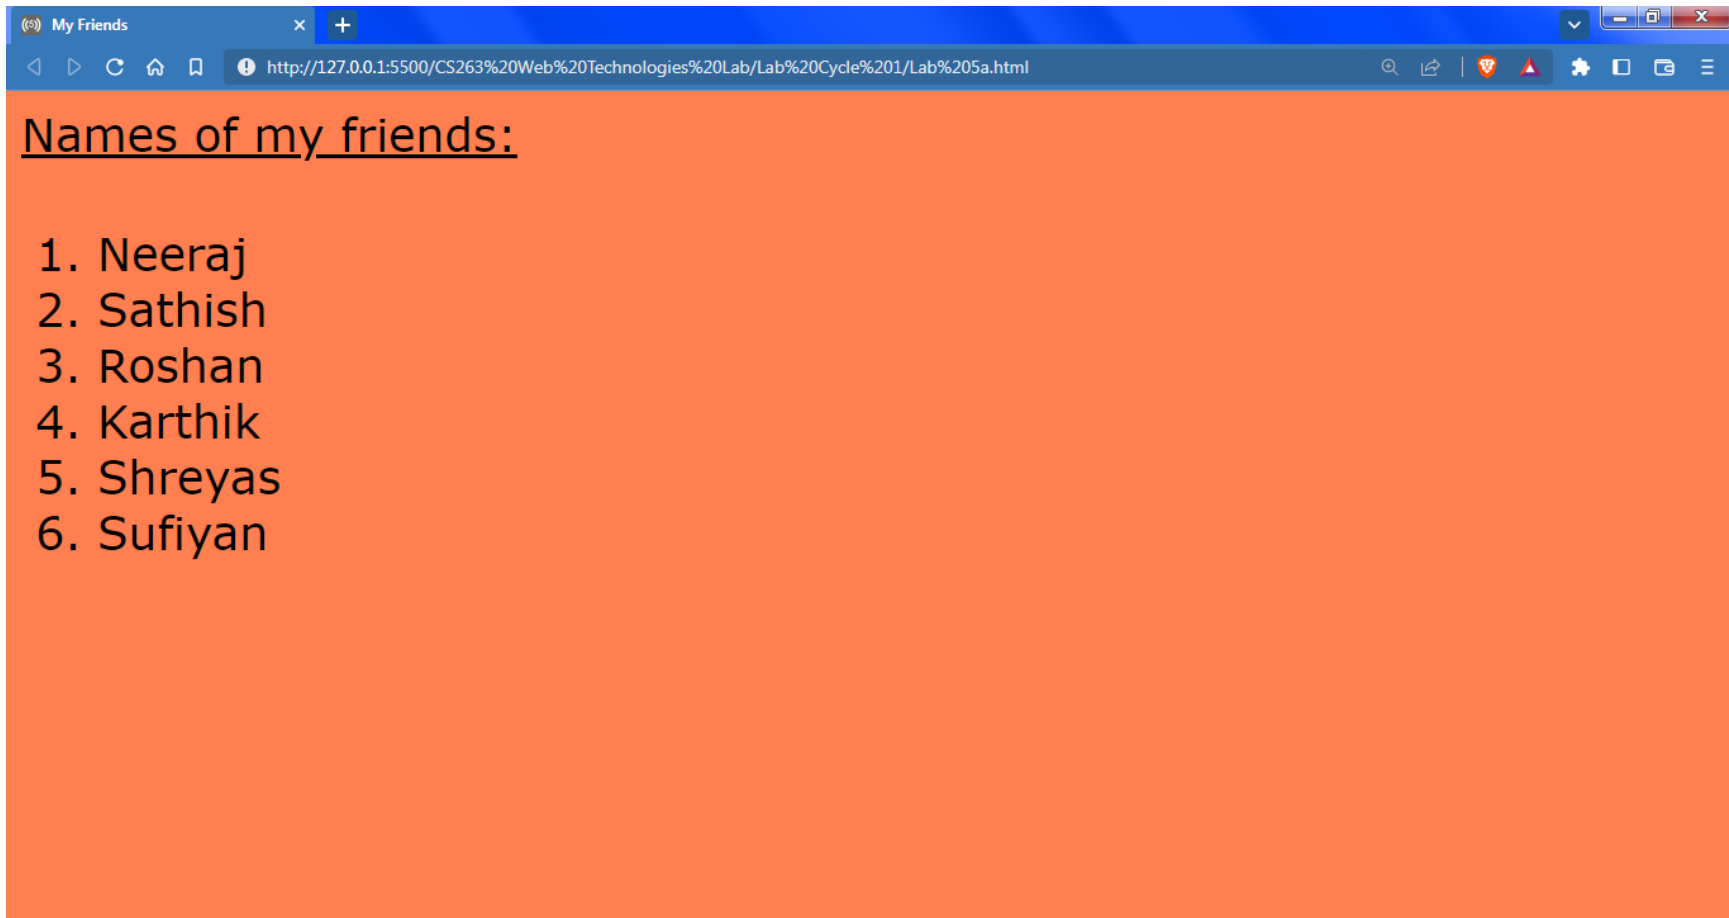 My Friends
http://127.0.0.1:5500/CS263%20Web%20Technologies%20Lab/Lab%20Cycle%201/Lab%205a.html
Names of my friends:
1. Neeraj
2. Sathish
3. Roshan
4. Karthik
5. Shreyas
6. Sufiyan